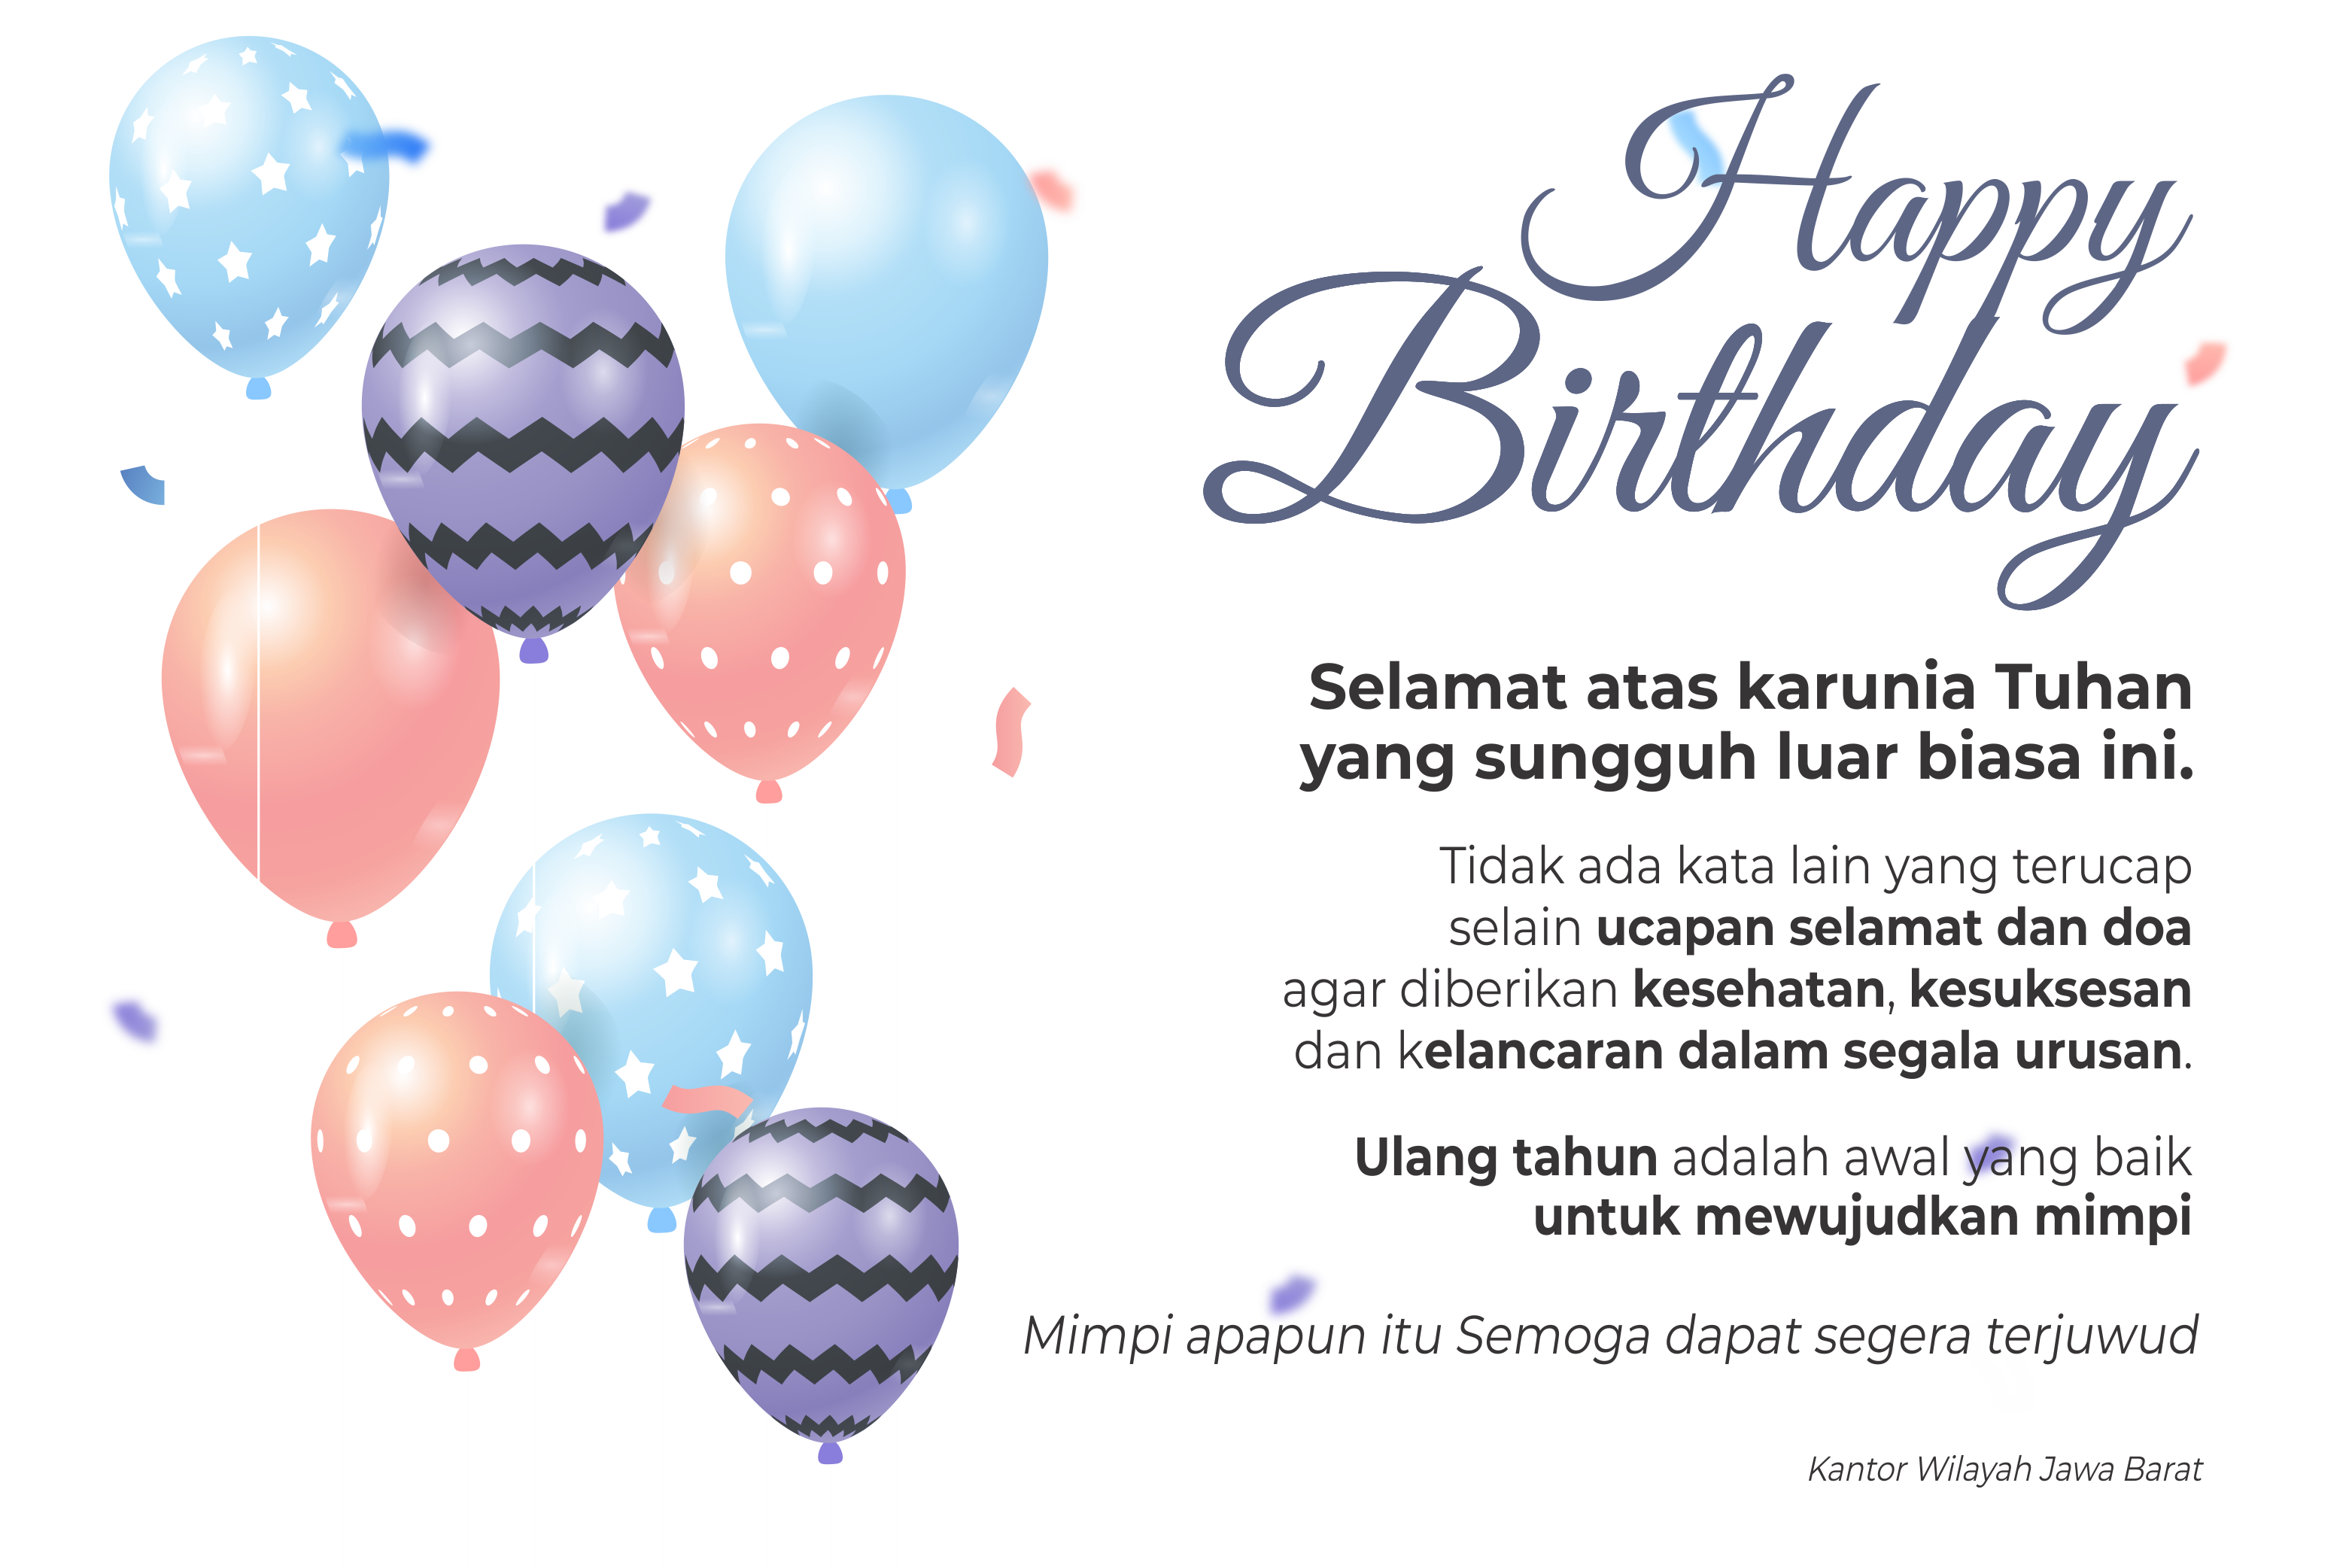 Happy
Birthday
Selamat atas karunia Tuhan
yang sungguh luar biasa ini.
Tidak ada kata lain yang terucap
selain ucapan selamat dan doa
agar diberikan kesehatan, kesuksesan
dan kelancaran dalam segala urusan.
Ulang tahun adalah awal yang baik
untuk mewujudkan mimpi
Mimpi apapun itu Semoga dapat segera terjuwud
Kantor Wilayah Jawa Barat